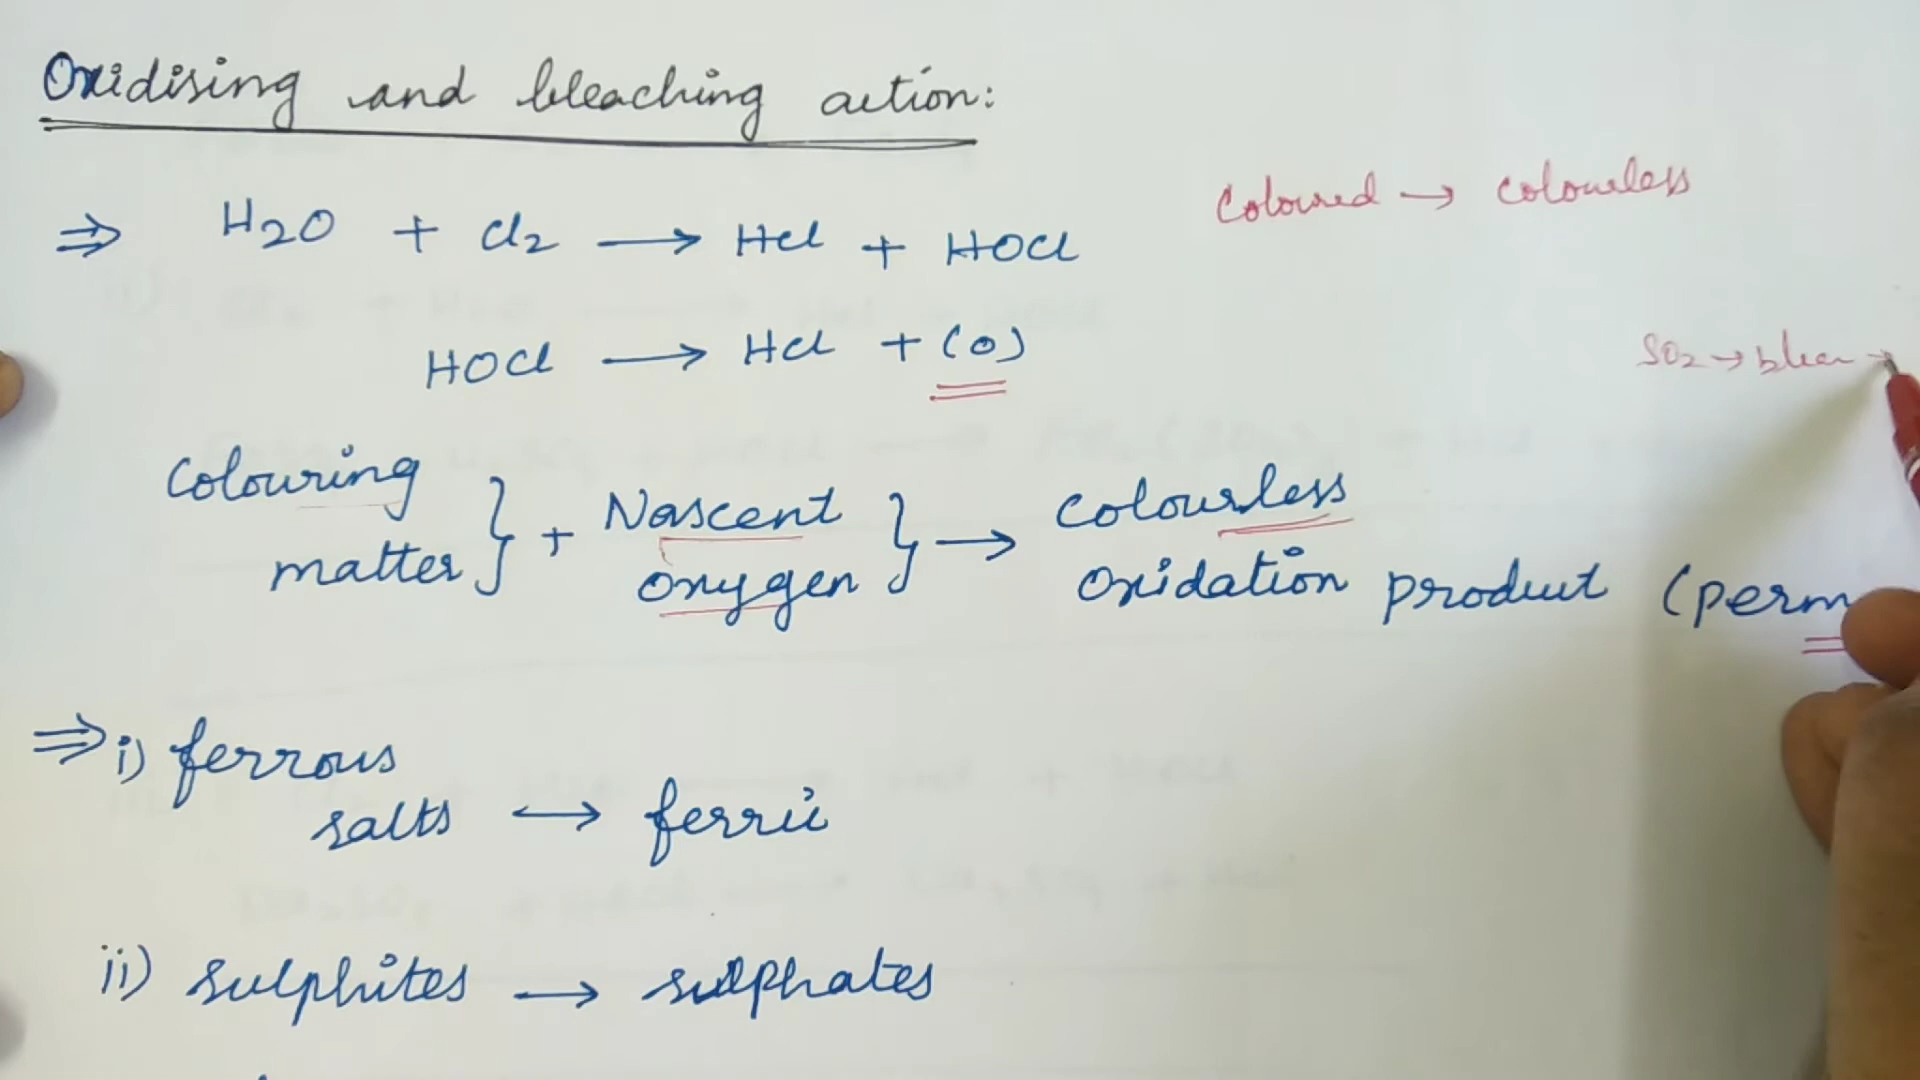 Oxidising and bleaching action:
Coloured → colourless
⇒ H2O + Cl2 ⟶ HCl + HOCl
HOCl ⟶ HCl + (O)
SO2 → blea →
Colouring matter } + Nascent oxygen } → colourless
oxidation product (perm
⇒ i) ferrous
salts → ferric
ii) sulphites → sulphates